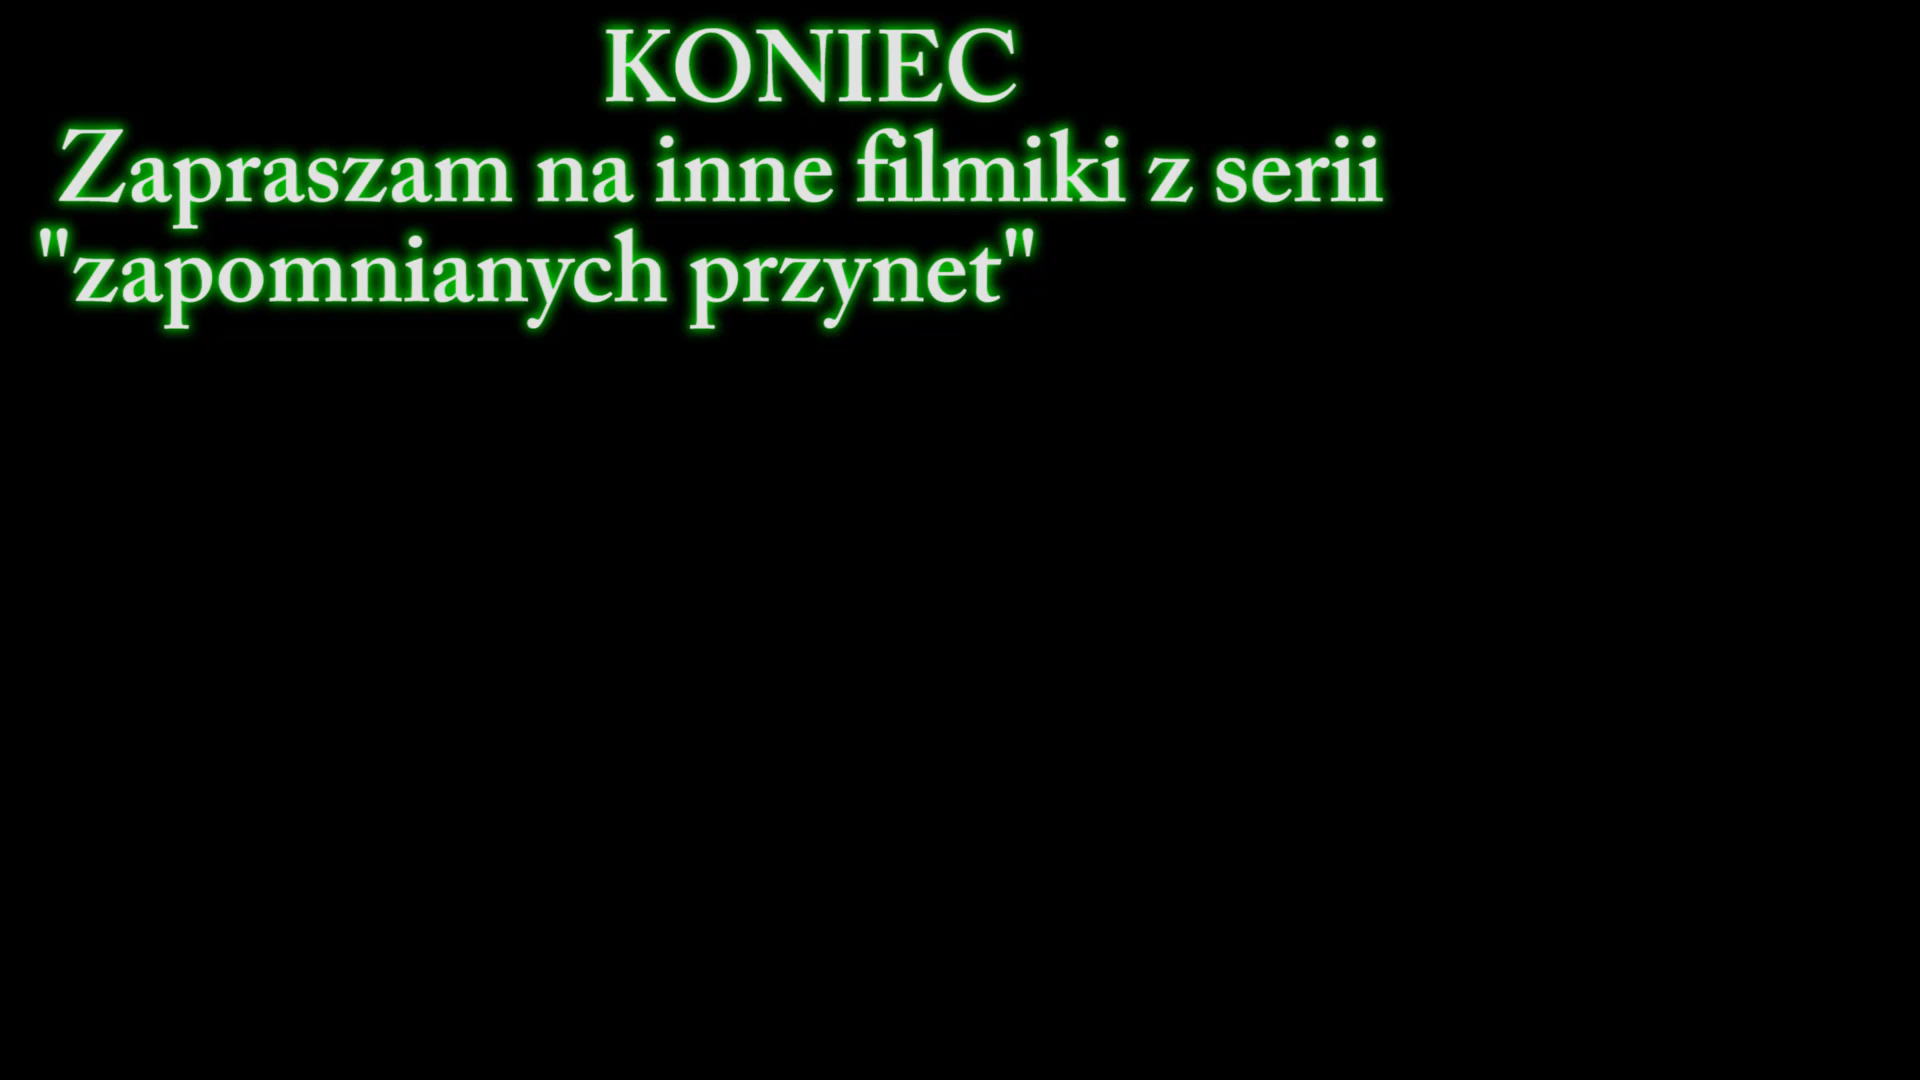 KONIEC
Zapraszam na inne filmiki z serii
"zapomnianych przynet"